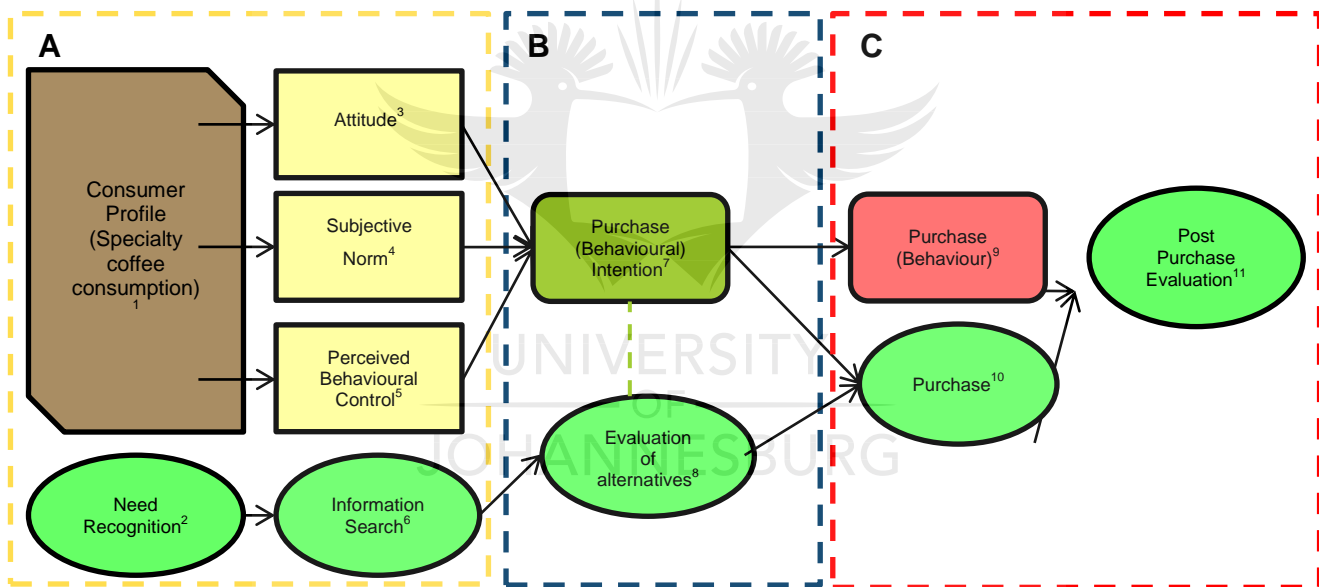 A
B
C
Consumer
Profile
(Specialty
coffee
consumption)
1
Attitude3
Subjective
Norm4
Perceived
Behavioural
Control5
Need
Recognition2
Information
Search6
Purchase
(Behavioural)
Intention7
Evaluation
of
alternatives8
Purchase
(Behaviour)9
Purchase10
Post
Purchase
Evaluation11
UNIVERSITY
OF
JOHANNESBURG